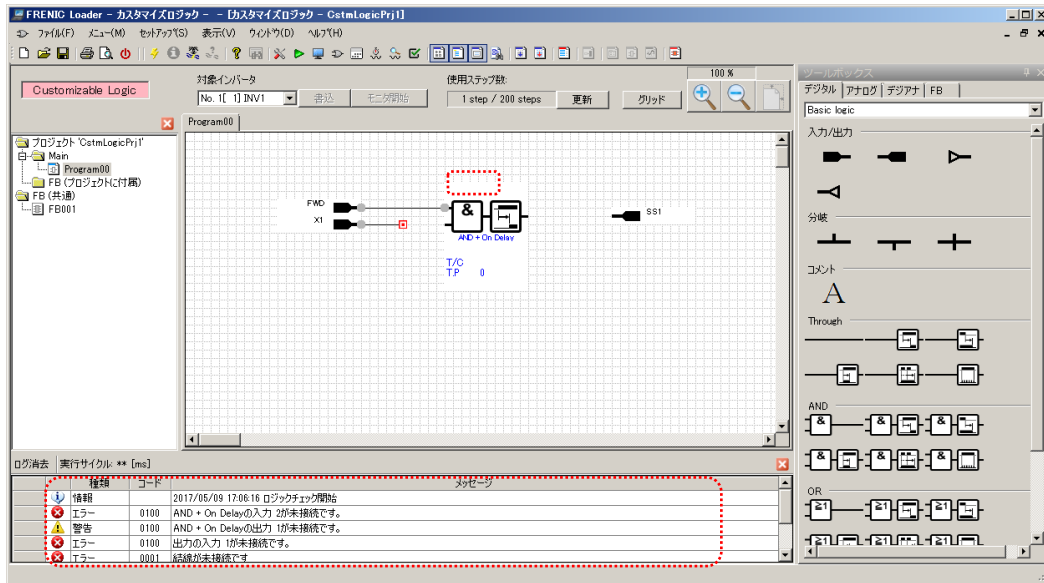 FRENIC Loader - カスタマイズロジック - - [カスタマイズロジック - CstmLogicPrj1]
ファイル(F) メニュー(M) セットアップ(S) 表示(V) ウィンドウ(D) ヘルプ(H)
Customizable Logic
対象インバータ
No. 1[ 1] INV1
書込
モニタ開始
使用ステップ数:
1 step / 200 steps
更新
グリッド
100 %
プロジェクト 'CstmLogicPrj1'
Main
Program00
FB (プロジェクトに付属)
FB (共通)
FB001
Program00
FWD
X1
&
AND + On Delay
T/C
T.P 0
SS1
ツールボックス
デジタル アナログ デジアナ FB
Basic logic
入力/出力
分岐
コメント
A
Through
AND
& & &
& & &
OR
≥1 ≥1 ≥1
≥1 ≥1 ≥1
ログ消去 実行サイクル: ** [ms]
種類 コード メッセージ
情報 2017/05/09 17:06:16 ロジックチェック開始
エラー 0100 AND + On Delayの入力 2が未接続です。
警告 0100 AND + On Delayの出力 1が未接続です。
エラー 0100 出力の入力 1が未接続です。
エラー 0001 結線が未接続です